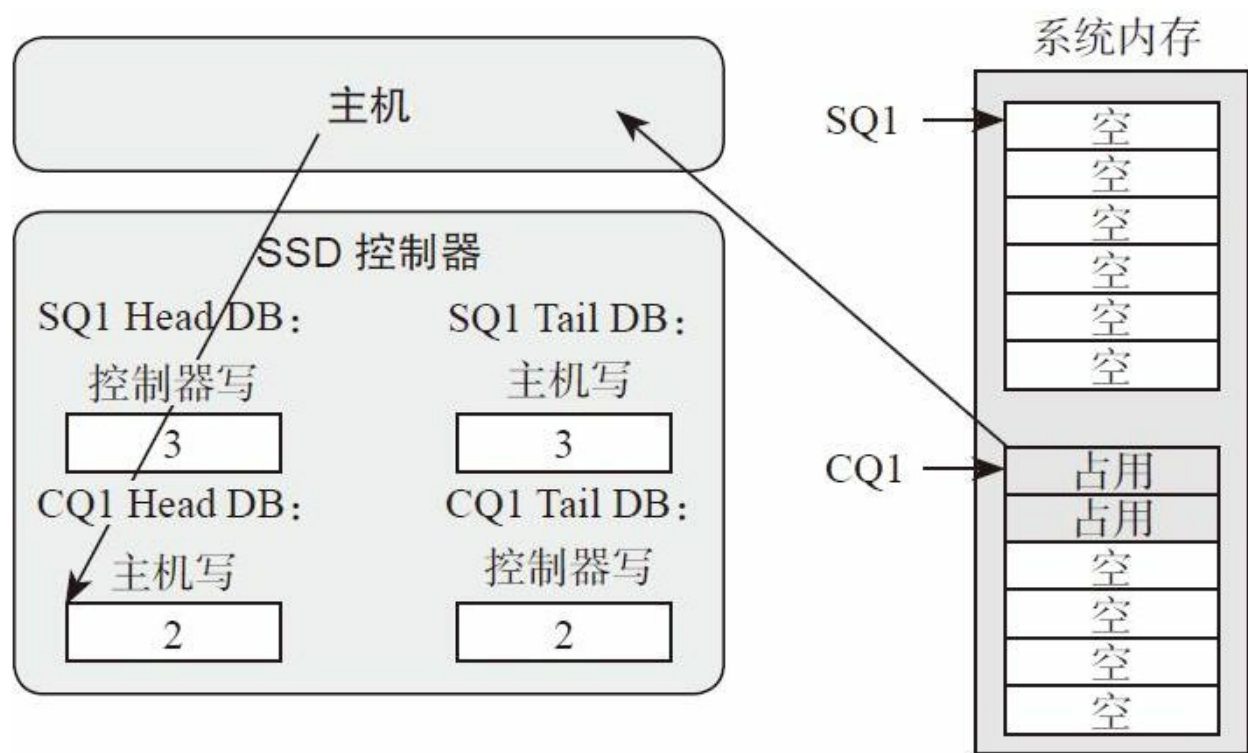 系统内存
主机
SQ1
空
空
空
空
空
空
SSD 控制器
SQ1 Head DB：
SQ1 Tail DB：
控制器写
主机写
3
3
CQ1 Head DB：
CQ1 Tail DB：
主机写
控制器写
2
2
CQ1
占用
占用
空
空
空
空